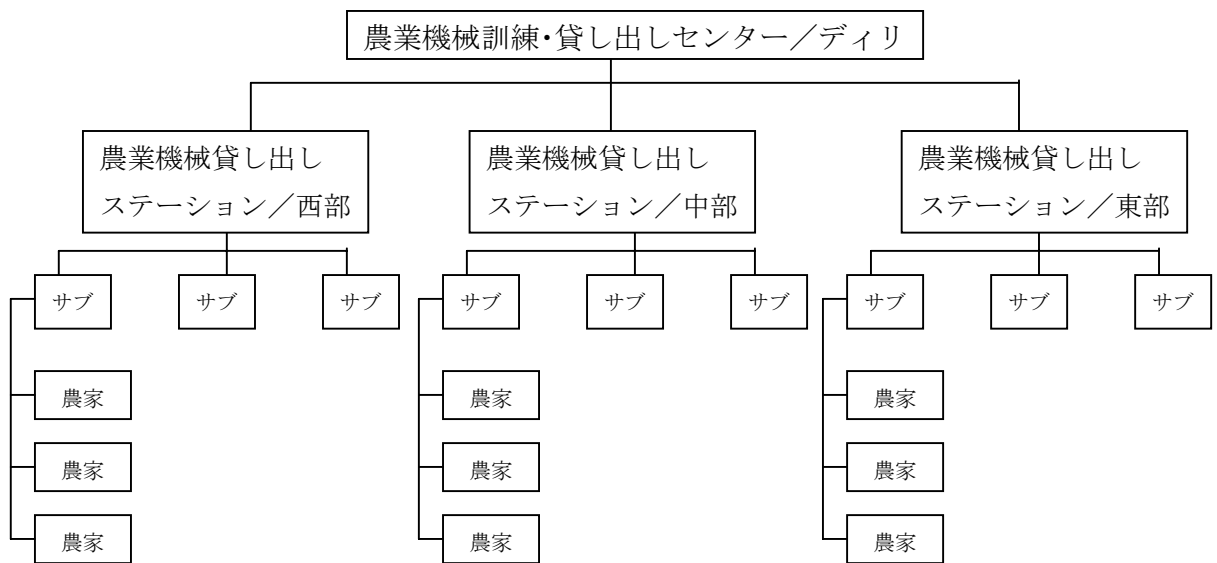 農業機械訓練・貸し出しセンター／ディリ
農業機械貸し出し
ステーション／西部
農業機械貸し出し
ステーション／中部
農業機械貸し出し
ステーション／東部
サブ
サブ
サブ
サブ
サブ
サブ
サブ
サブ
サブ
農家
農家
農家
農家
農家
農家
農家
農家
農家